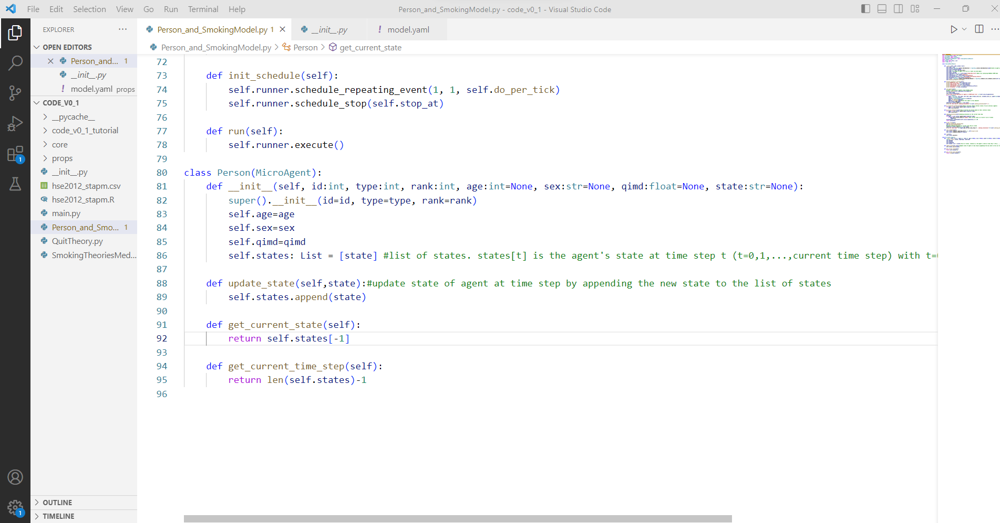 File Edit Selection View Go Run Terminal Help
Person_and_SmokingModel.py - code_v0_1 - Visual Studio Code
EXPLORER
OPEN EDITORS
Person_and... 1
__init__.py
model.yaml props
CODE_V0_1
__pycache__
code_v0_1_tutorial
core
props
__init__.py
hse2012_stapm.csv
hse2012_stapm.R
main.py
Person_and_Smo... 1
QuitTheory.py
SmokingTheoriesMed...
OUTLINE
TIMELINE
1
1
Person_and_SmokingModel.py 1
__init__.py
model.yaml
Person_and_SmokingModel.py > Person > get_current_state
72
73 def init_schedule(self):
74 self.runner.schedule_repeating_event(1, 1, self.do_per_tick)
75 self.runner.schedule_stop(self.stop_at)
76
77 def run(self):
78 self.runner.execute()
79
80 class Person(MicroAgent):
81 def __init__(self, id:int, type:int, rank:int, age:int=None, sex:str=None, qimd:float=None, state:str=None):
82 super().__init__(id=id, type=type, rank=rank)
83 self.age=age
84 self.sex=sex
85 self.qimd=qimd
86 self.states: List = [state] #list of states. states[t] is the agent's state at time step t (t=0,1,...,current time step) with t=
87
88 def update_state(self,state):#update state of agent at time step by appending the new state to the list of states
89 self.states.append(state)
90
91 def get_current_state(self):
92 return self.states[-1]
93
94 def get_current_time_step(self):
95 return len(self.states)-1
96